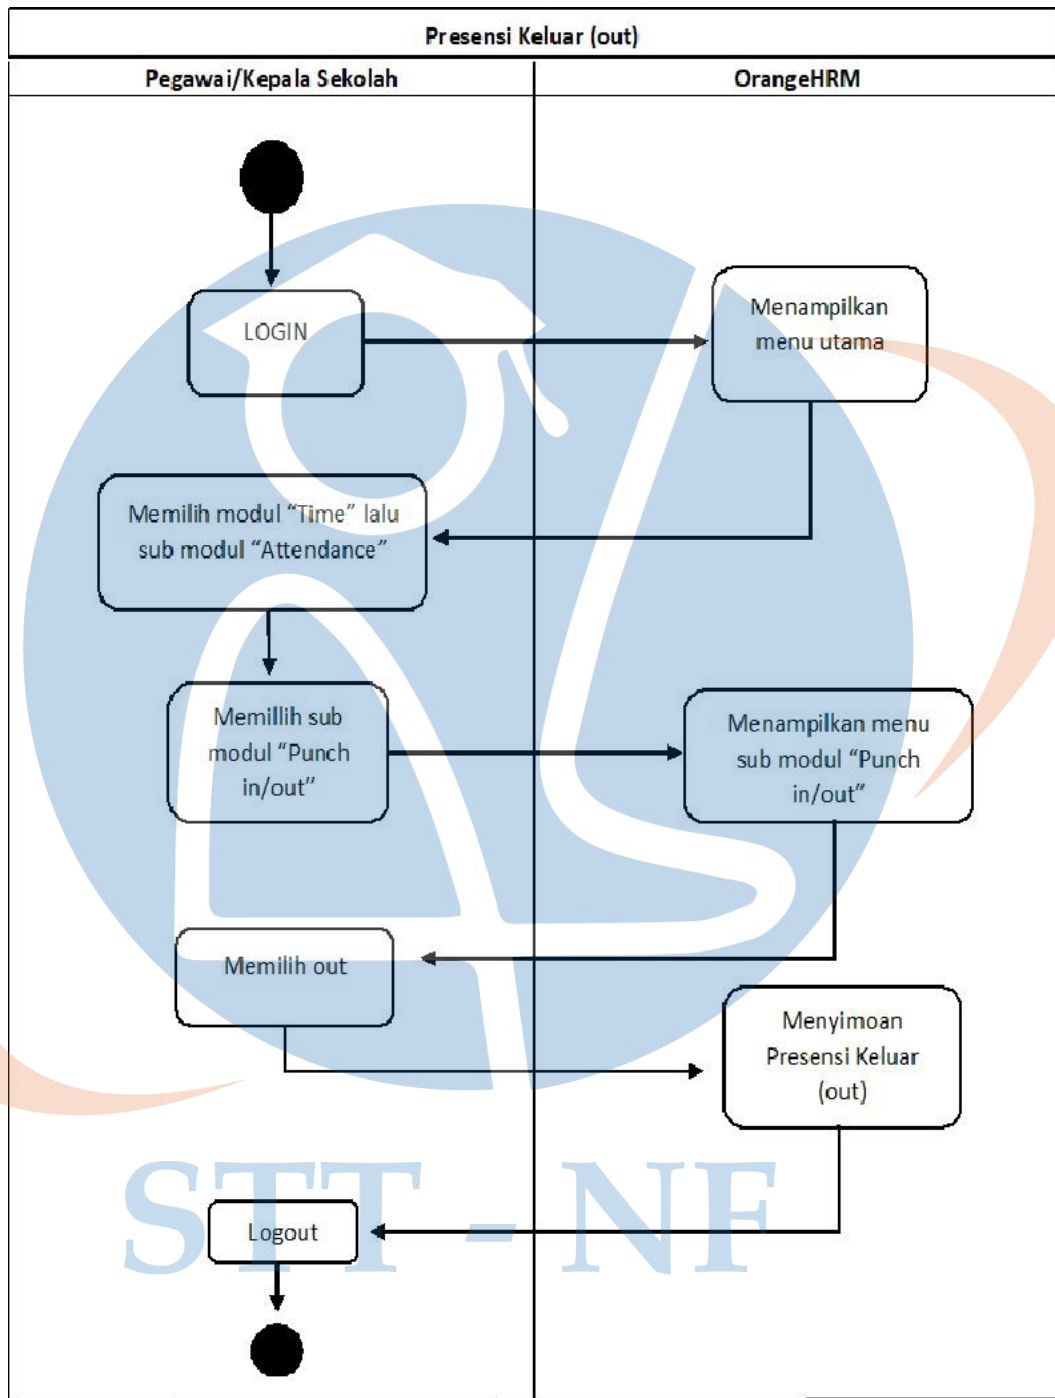 Presensi Keluar (out)
Pegawai/Kepala Sekolah
OrangeHRM
LOGIN
Menampilkan
menu utama
Memilih modul “Time” lalu
sub modul “Attendance”
Memillih sub
modul “Punch
in/out”
Menampilkan menu
sub modul “Punch
in/out”
Memilih out
Menyimoan
Presensi Keluar
(out)
Logout
STT - NF